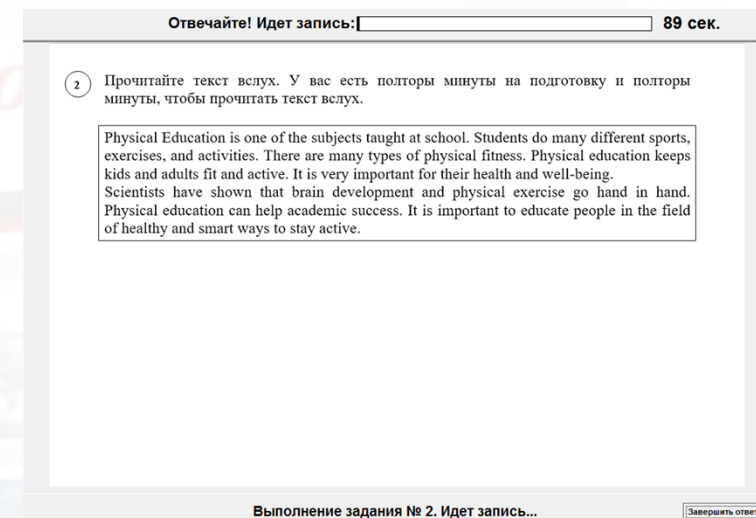 Отвечайте! Идет запись: 89 сек.
2 Прочитайте текст вслух. У вас есть полторы минуты на подготовку и полторы
минуты, чтобы прочитать текст вслух.
Physical Education is one of the subjects taught at school. Students do many different sports,
exercises, and activities. There are many types of physical fitness. Physical education keeps
kids and adults fit and active. It is very important for their health and well-being.
Scientists have shown that brain development and physical exercise go hand in hand.
Physical education can help academic success. It is important to educate people in the field
of healthy and smart ways to stay active.
Выполнение задания № 2. Идет запись...
Завершить ответ